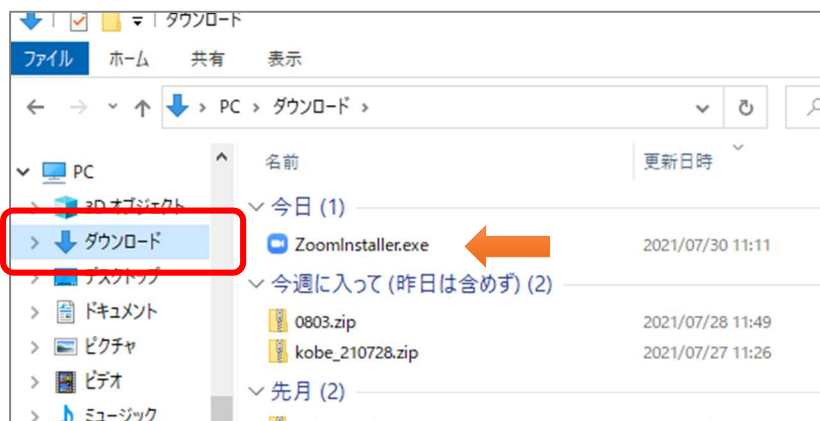 ダウンロード
ファイル ホーム 共有 表示
PC › ダウンロード ›
名前 更新日時
PC
3D オブジェクト
ダウンロード
デスクトップ
ドキュメント
ピクチャ
ビデオ
ミュージック
今日 (1)
ZoomInstaller.exe 2021/07/30 11:11
今週に入って (昨日は含めず) (2)
0803.zip 2021/07/28 11:49
kobe_210728.zip 2021/07/27 11:26
先月 (2)